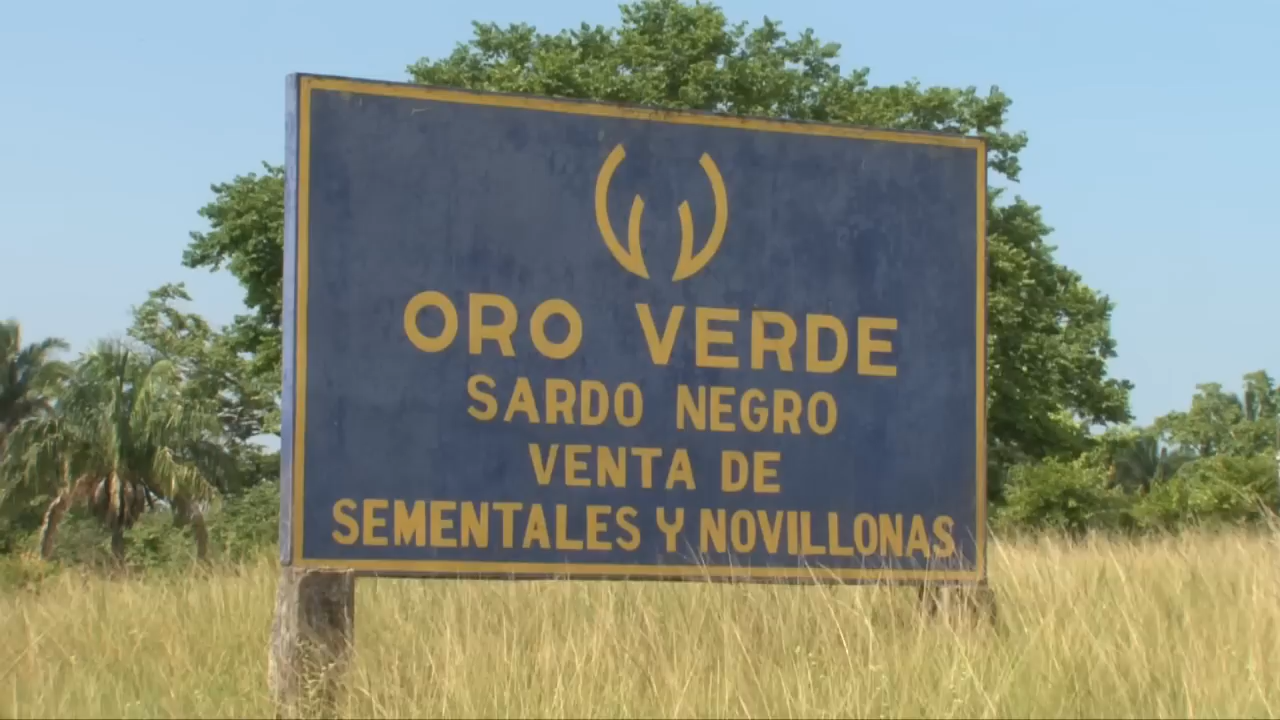 ORO VERDE
SARDO NEGRO
VENTA DE
SEMENTALES Y NOVILLONAS